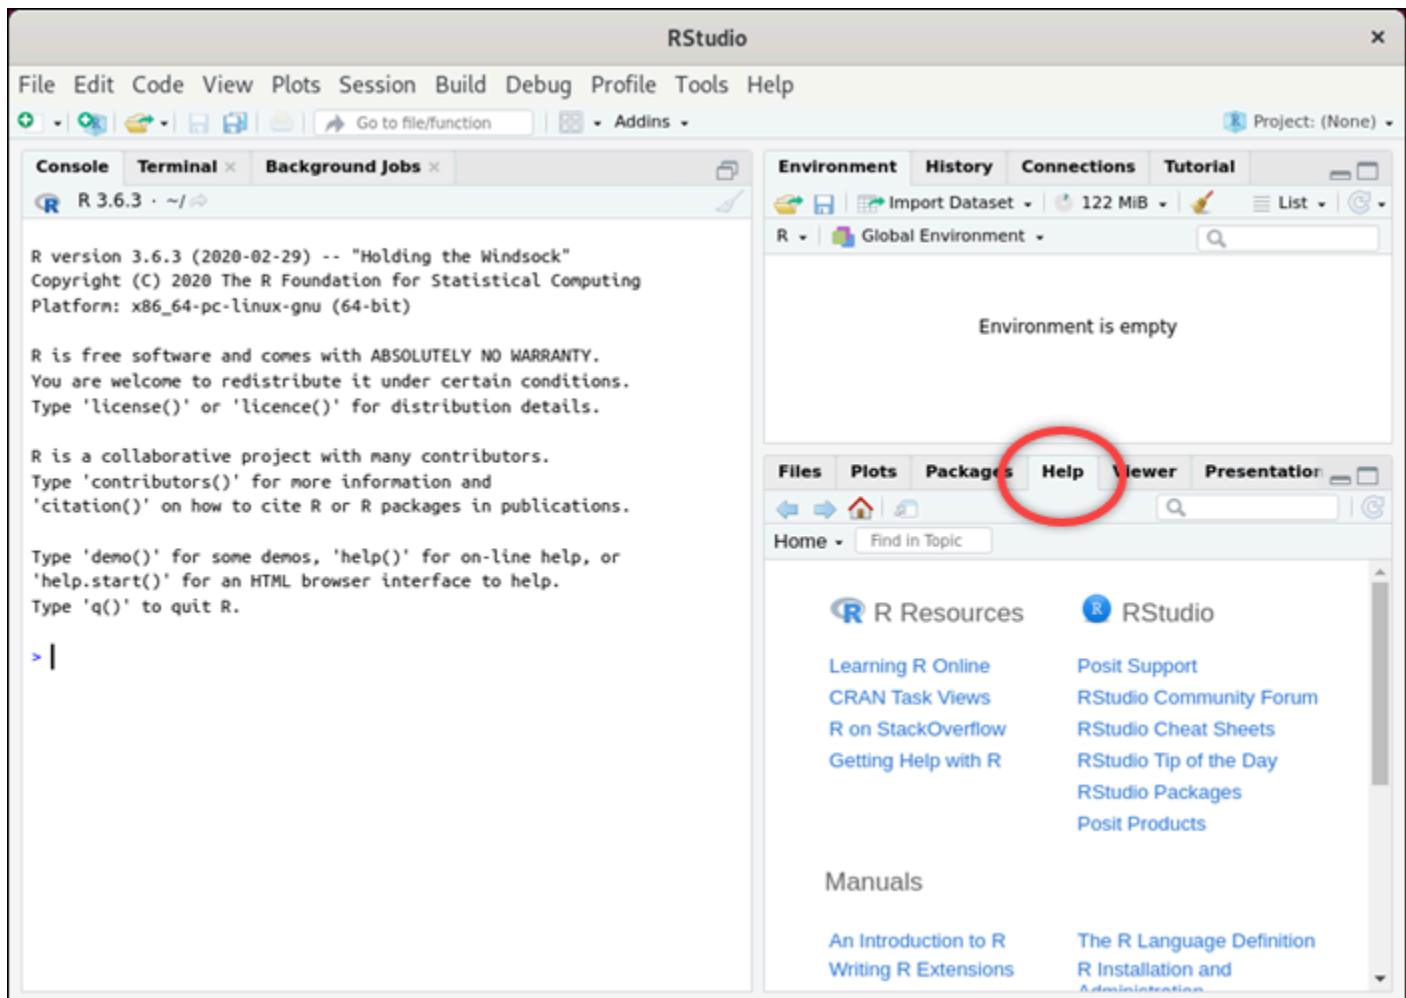 RStudio
File Edit Code View Plots Session Build Debug Profile Tools Help
Go to file/function Addins Project: (None)
Console Terminal Background Jobs
R 3.6.3 · ~/
R version 3.6.3 (2020-02-29) -- "Holding the Windsock"
Copyright (C) 2020 The R Foundation for Statistical Computing
Platform: x86_64-pc-linux-gnu (64-bit)
R is free software and comes with ABSOLUTELY NO WARRANTY.
You are welcome to redistribute it under certain conditions.
Type 'license()' or 'licence()' for distribution details.
R is a collaborative project with many contributors.
Type 'contributors()' for more information and
'citation()' on how to cite R or R packages in publications.
Type 'demo()' for some demos, 'help()' for on-line help, or
'help.start()' for an HTML browser interface to help.
Type 'q()' to quit R.
>
Environment History Connections Tutorial
Import Dataset 122 MiB List
R Global Environment
Environment is empty
Files Plots Packages Help Viewer Presentation
Home Find in Topic
R Resources
Learning R Online
CRAN Task Views
R on StackOverflow
Getting Help with R
RStudio
Posit Support
RStudio Community Forum
RStudio Cheat Sheets
RStudio Tip of the Day
RStudio Packages
Posit Products
Manuals
An Introduction to R
Writing R Extensions
The R Language Definition
R Installation and
Administration